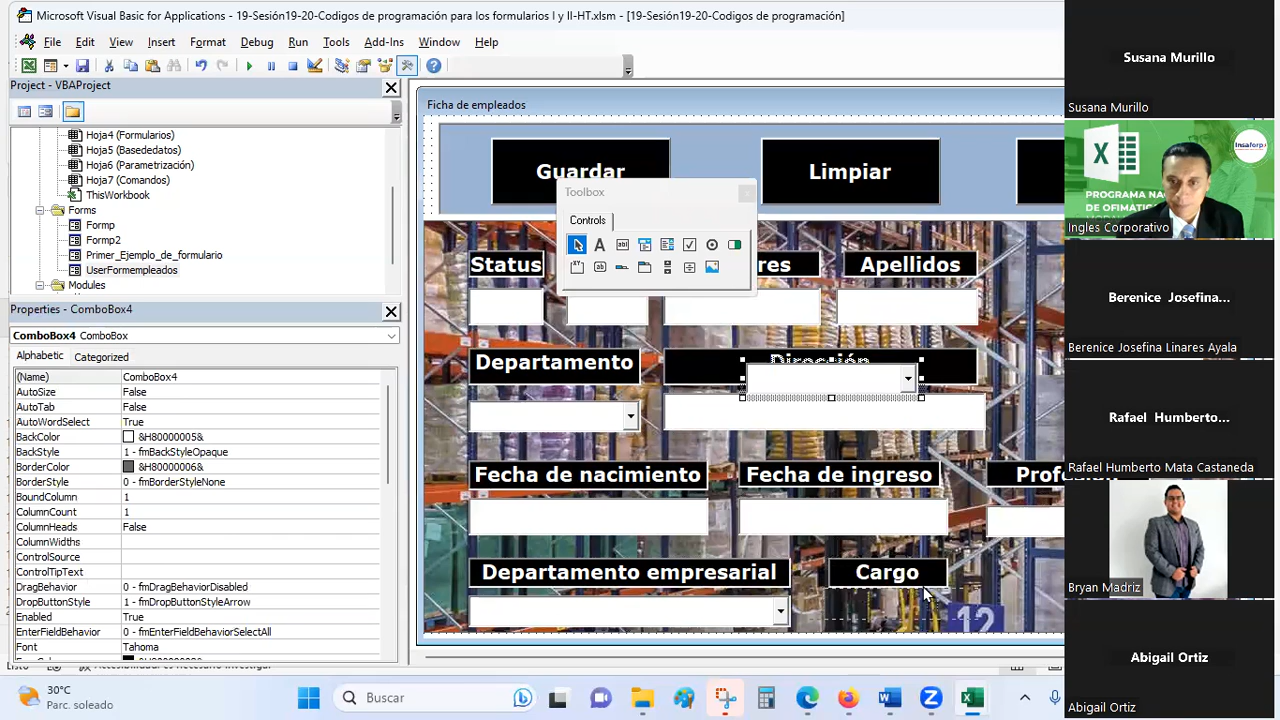 Microsoft Visual Basic for Applications - 19-Sesión19-20-Codigos de programación para los formularios I y II-HT.xlsm - [19-Sesión19-20-Codigos de programación]
File Edit View Insert Format Debug Run Tools Add-Ins Window Help
Project - VBAProject
Hoja4 (Formularios)
Hoja5 (Basededatos)
Hoja6 (Parametrización)
Hoja7 (Comandos)
ThisWorkbook
Forms
Formp
Formp2
Primer_Ejemplo_de_formulario
UserFormempleados
Modules
Properties - ComboBox4
ComboBox4 ComboBox
Alphabetic Categorized
(Name) ComboBox4
AutoSize False
AutoTab False
AutoWordSelect True
BackColor &H80000005&
BackStyle 1 - fmBackStyleOpaque
BorderColor &H80000006&
BorderStyle 0 - fmBorderStyleNone
BoundColumn 1
ColumnCount 1
ColumnHeads False
ColumnWidths
ControlSource
ControlTipText
DragBehavior 0 - fmDragBehaviorDisabled
DropButtonStyle 1 - fmDropButtonStyleArrow
Enabled True
EnterFieldBehavior 0 - fmEnterFieldBehaviorSelectAll
Font Tahoma
Ficha de empleados
Guardar Limpiar
Toolbox
Controls
Status Apellidos
Departamento Dirección
Fecha de nacimiento Fecha de ingreso
Departamento empresarial Cargo
12
Susana Murillo
Susana Murillo
PROGRAMA NA
DE OFIMATIC
Insaforp
Ingles Corporativo
Berenice Josefina...
Berenice Josefina Linares Ayala
Rafael Humberto...
Rafael Humberto Mata Castaneda
Bryan Madriz
Abigail Ortiz
Abigail Ortiz
30°C
Parc. soleado
Buscar